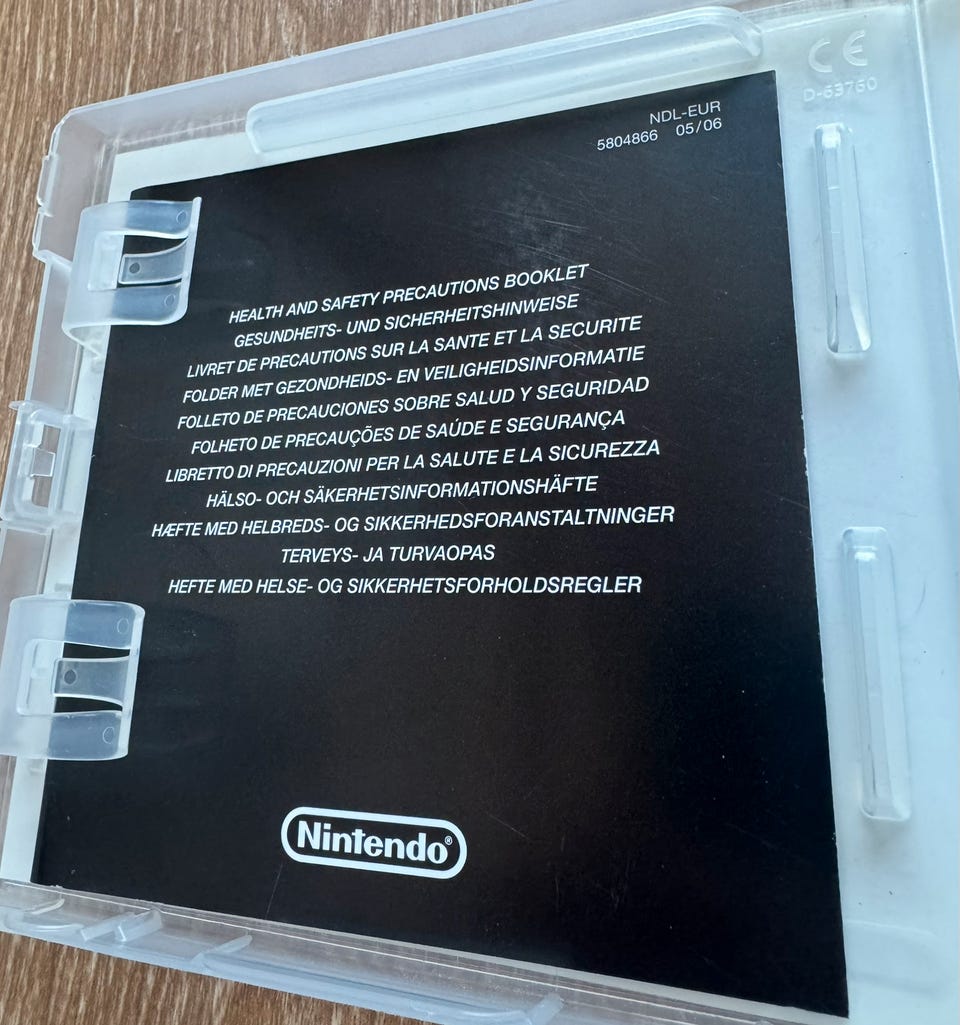 CE
D-63760
NDL-EUR
5804866 05/06
HEALTH AND SAFETY PRECAUTIONS BOOKLET
GESUNDHEITS- UND SICHERHEITSHINWEISE
LIVRET DE PRECAUTIONS SUR LA SANTE ET LA SECURITE
FOLDER MET GEZONDHEIDS- EN VEILIGHEIDSINFORMATIE
FOLLETO DE PRECAUCIONES SOBRE SALUD Y SEGURIDAD
FOLHETO DE PRECAUÇÕES DE SAÚDE E SEGURANÇA
LIBRETTO DI PRECAUZIONI PER LA SALUTE E LA SICUREZZA
HÄLSO- OCH SÄKERHETSINFORMATIONSHÄFTE
HÆFTE MED HELBREDS- OG SIKKERHEDSFORANSTALTNINGER
TERVEYS- JA TURVAOPAS
HEFTE MED HELSE- OG SIKKERHETSFORHOLDSREGLER
Nintendo®